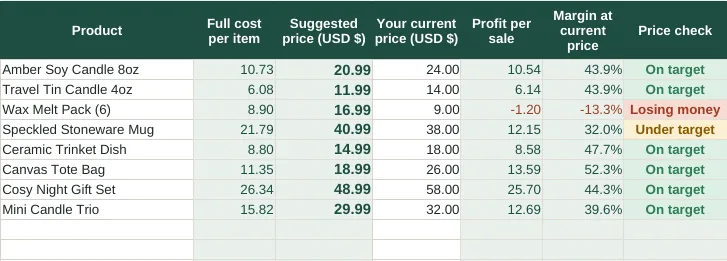 Product Full cost per item Suggested price (USD $) Your current price (USD $) Profit per sale Margin at current price Price check
Amber Soy Candle 8oz 10.73 20.99 24.00 10.54 43.9% On target
Travel Tin Candle 4oz 6.08 11.99 14.00 6.14 43.9% On target
Wax Melt Pack (6) 8.90 16.99 9.00 -1.20 -13.3% Losing money
Speckled Stoneware Mug 21.79 40.99 38.00 12.15 32.0% Under target
Ceramic Trinket Dish 8.80 14.99 18.00 8.58 47.7% On target
Canvas Tote Bag 11.35 18.99 26.00 13.59 52.3% On target
Cosy Night Gift Set 26.34 48.99 58.00 25.70 44.3% On target
Mini Candle Trio 15.82 29.99 32.00 12.69 39.6% On target